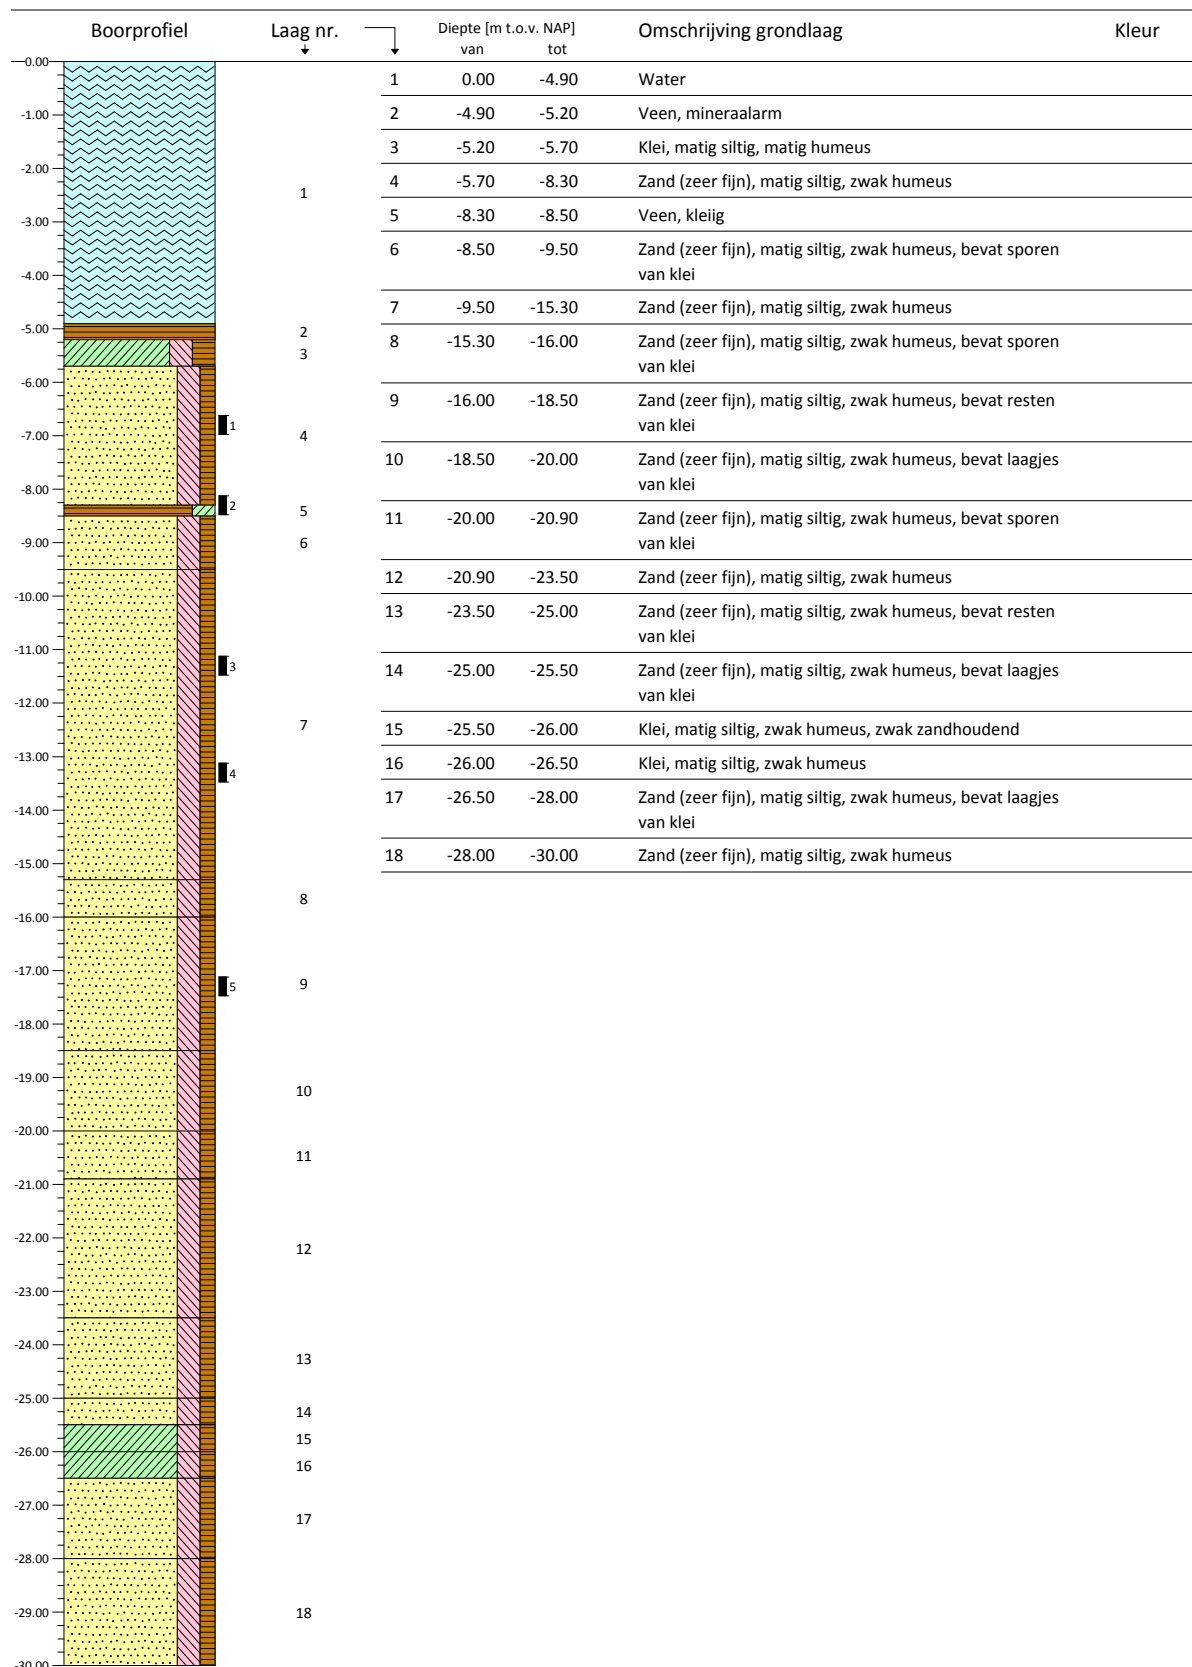 Boorprofiel Laag nr. Diepte [m t.o.v. NAP] Omschrijving grondlaag Kleur
van tot
1 0.00 -4.90 Water
2 -4.90 -5.20 Veen, mineraalarm
3 -5.20 -5.70 Klei, matig siltig, matig humeus
4 -5.70 -8.30 Zand (zeer fijn), matig siltig, zwak humeus
5 -8.30 -8.50 Veen, kleiig
6 -8.50 -9.50 Zand (zeer fijn), matig siltig, zwak humeus, bevat sporen
van klei
7 -9.50 -15.30 Zand (zeer fijn), matig siltig, zwak humeus
8 -15.30 -16.00 Zand (zeer fijn), matig siltig, zwak humeus, bevat sporen
van klei
9 -16.00 -18.50 Zand (zeer fijn), matig siltig, zwak humeus, bevat resten
van klei
10 -18.50 -20.00 Zand (zeer fijn), matig siltig, zwak humeus, bevat laagjes
van klei
11 -20.00 -20.90 Zand (zeer fijn), matig siltig, zwak humeus, bevat sporen
van klei
12 -20.90 -23.50 Zand (zeer fijn), matig siltig, zwak humeus
13 -23.50 -25.00 Zand (zeer fijn), matig siltig, zwak humeus, bevat resten
van klei
14 -25.00 -25.50 Zand (zeer fijn), matig siltig, zwak humeus, bevat laagjes
van klei
15 -25.50 -26.00 Klei, matig siltig, zwak humeus, zwak zandhoudend
16 -26.00 -26.50 Klei, matig siltig, zwak humeus
17 -26.50 -28.00 Zand (zeer fijn), matig siltig, zwak humeus, bevat laagjes
van klei
18 -28.00 -30.00 Zand (zeer fijn), matig siltig, zwak humeus
0.00
-1.00
-2.00
1
-3.00
-4.00
-5.00 2
3
-6.00
1
-7.00 4
-8.00
2 5
-9.00 6
-10.00
-11.00
3
-12.00
7
-13.00
4
-14.00
-15.00
8
-16.00
-17.00
5 9
-18.00
-19.00
10
-20.00
11
-21.00
-22.00
12
-23.00
-24.00
13
-25.00
14
15
-26.00
16
-27.00
17
-28.00
-29.00 18
-30.00